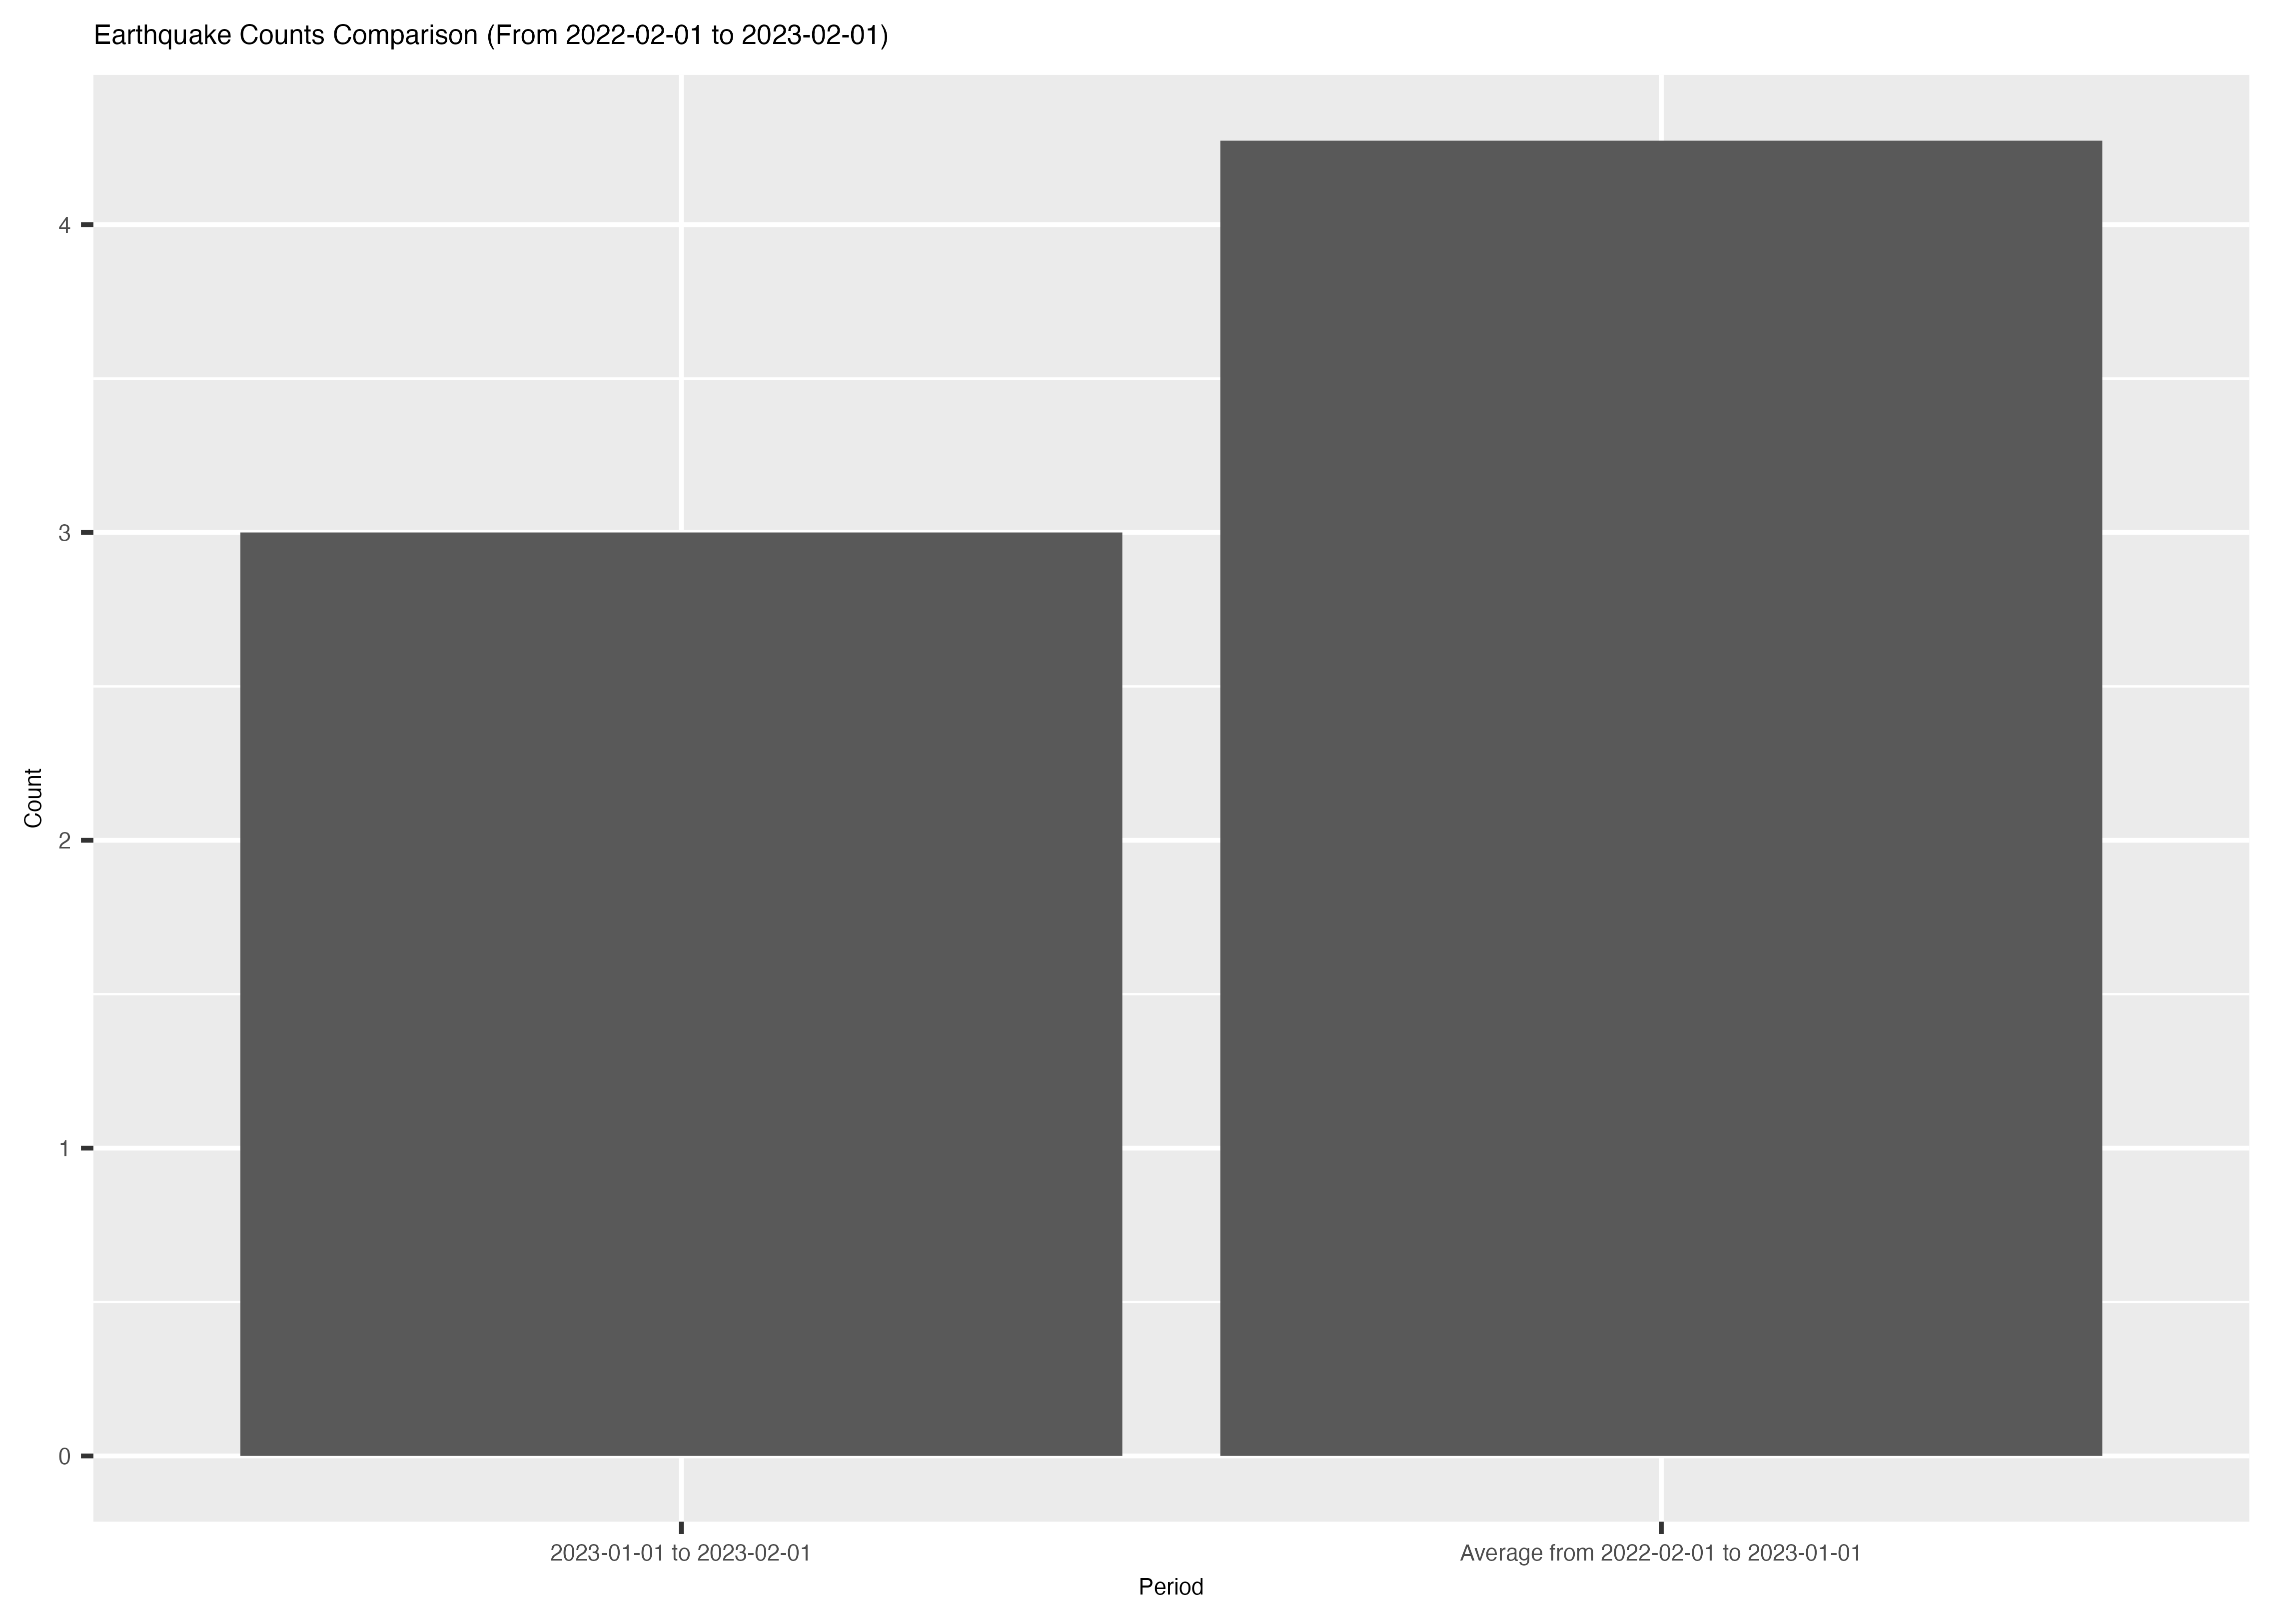 Earthquake Counts Comparison (From 2022-02-01 to 2023-02-01)
4
3
2
1
0
Count
2023-01-01 to 2023-02-01
Average from 2022-02-01 to 2023-01-01
Period